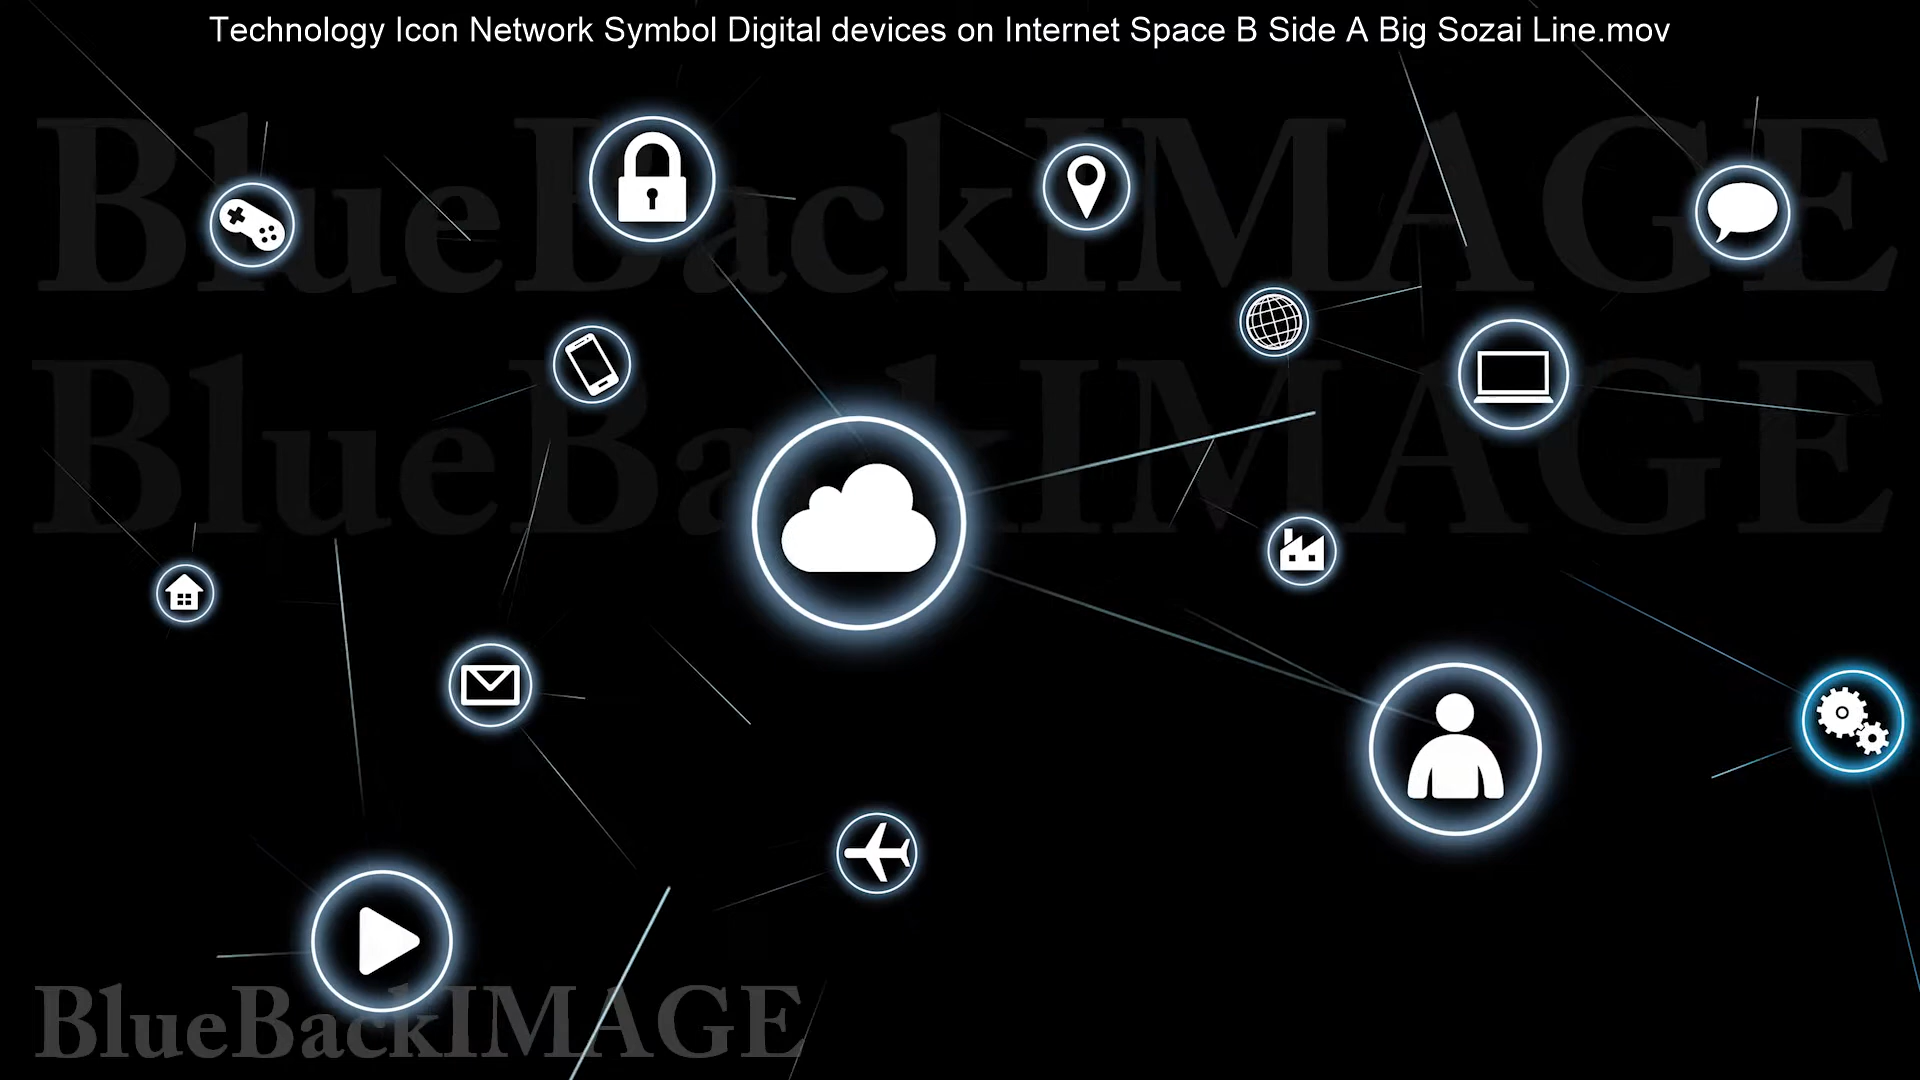 Technology Icon Network Symbol Digital devices on Internet Space B Side A Big Sozai Line.mov
BlueBackIMAGE
BlueBackIMAGE
BlueBackIMAGE